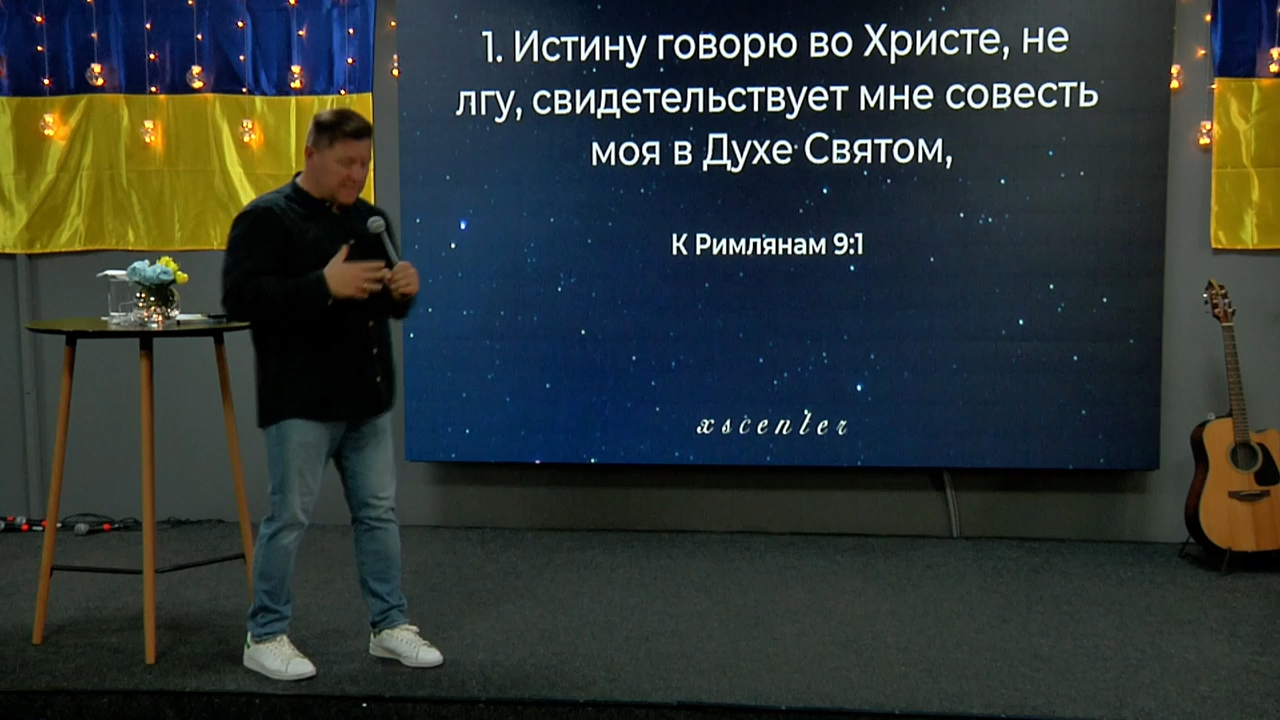 1. Истину говорю во Христе, не
лгу, свидетельствует мне совесть
моя в Духе Святом,
К Римлянам 9:1
xscenter